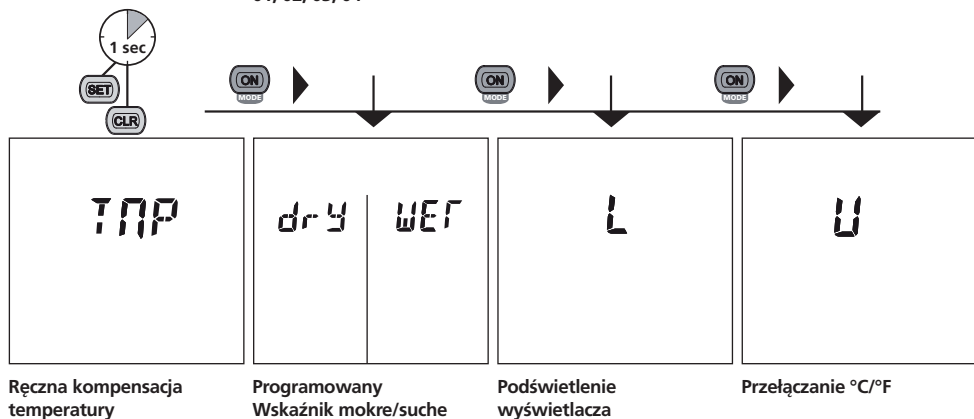 1 sec
SET
CLR
ON
MODE
ON
MODE
ON
MODE
TMP
dry
WET
L
U
Ręczna kompensacja
temperatury
Programowany
Wskaźnik mokre/suche
Podświetlenie
wyświetlacza
Przełączanie °C/°F